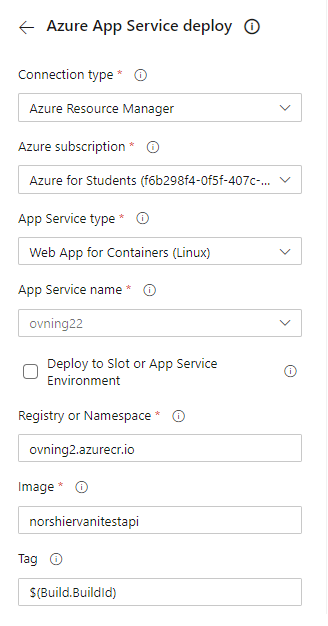 Azure App Service deploy
Connection type *
Azure Resource Manager
Azure subscription *
Azure for Students (f6b298f4-0f5f-407c-...
App Service type *
Web App for Containers (Linux)
App Service name *
ovning22
Deploy to Slot or App Service
Environment
Registry or Namespace *
ovning2.azurecr.io
Image *
norshiervanitestapi
Tag
$(Build.BuildId)